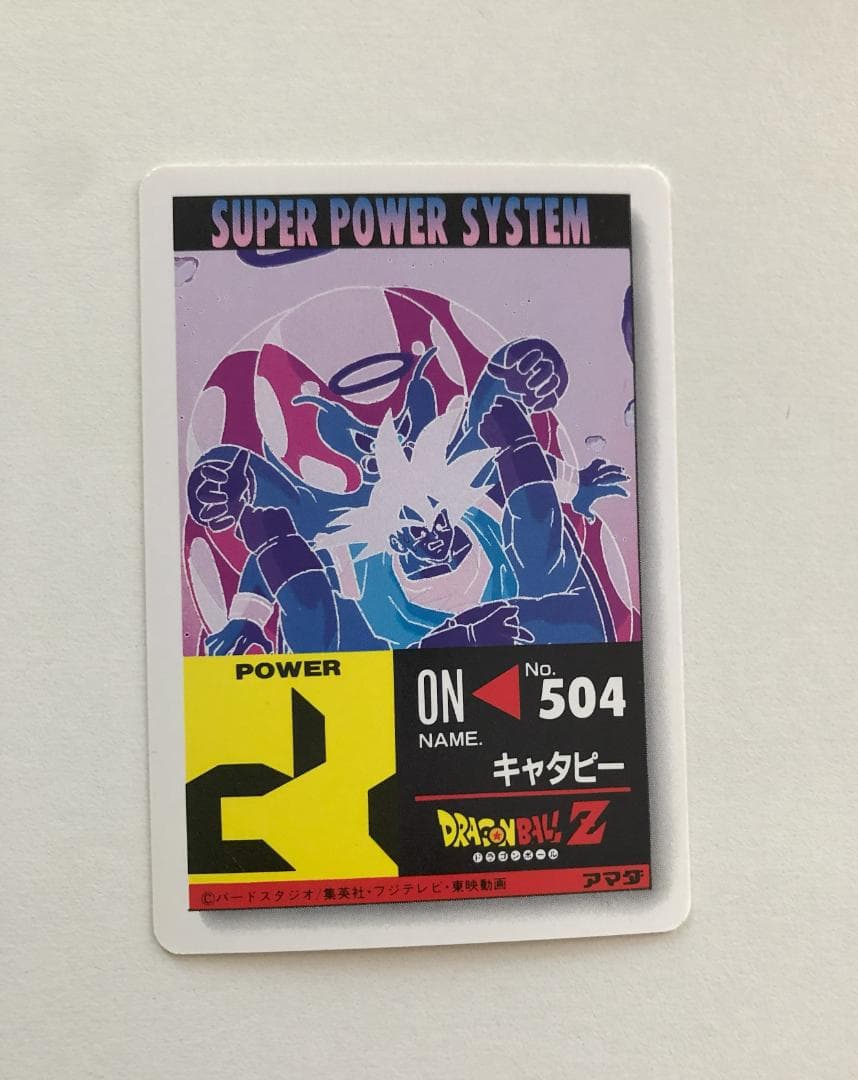 SUPER POWER SYSTEM
POWER
ON
No.
504
NAME.
キャタピー
DRAGON BALL Z
ドラゴンボール
©バードスタジオ/集英社・フジテレビ・東映動画
アマダ